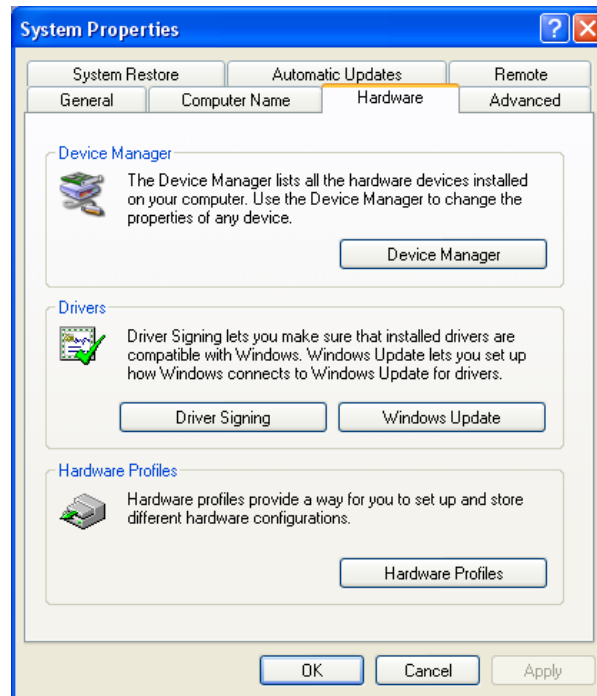 System Properties
System Restore Automatic Updates Remote
General Computer Name Hardware Advanced
Device Manager
The Device Manager lists all the hardware devices installed
on your computer. Use the Device Manager to change the
properties of any device.
Device Manager
Drivers
Driver Signing lets you make sure that installed drivers are
compatible with Windows. Windows Update lets you set up
how Windows connects to Windows Update for drivers.
Driver Signing Windows Update
Hardware Profiles
Hardware profiles provide a way for you to set up and store
different hardware configurations.
Hardware Profiles
OK Cancel Apply